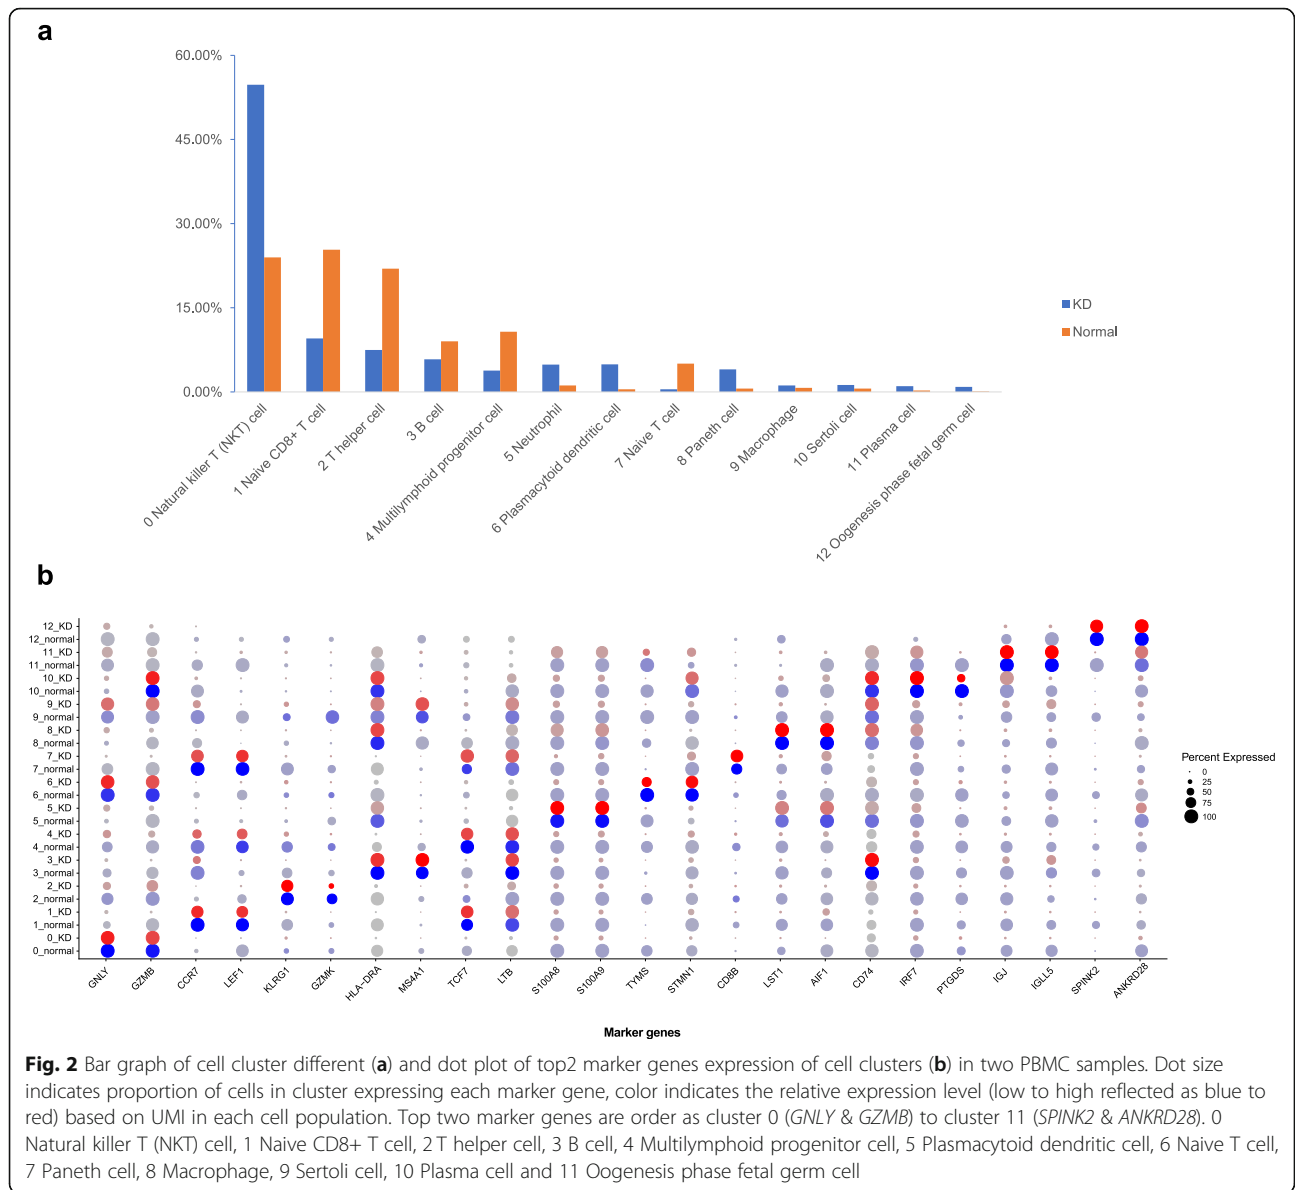 a
60.00%
45.00%
30.00%
15.00%
0.00%
KD
Normal
0 Natural killer T (NKT) cell
1 Naive CD8+ T cell
2 T helper cell
3 B cell
4 Multilymphoid progenitor cell
5 Neutrophil
6 Plasmacytoid dendritic cell
7 Naive T cell
8 Paneth cell
9 Macrophage
10 Sertoli cell
11 Plasma cell
12 Oogenesis phase fetal germ cell
b
12_KD
12_normal
11_KD
11_normal
10_KD
10_normal
9_KD
9_normal
8_KD
8_normal
7_KD
7_normal
6_KD
6_normal
5_KD
5_normal
4_KD
4_normal
3_KD
3_normal
2_KD
2_normal
1_KD
1_normal
0_KD
0_normal
Percent Expressed
0
25
50
75
100
GNLY
GZMB
CCR7
LEF1
KLRG1
GZMK
HLA-DRA
MS4A1
TCF7
LTB
S100A8
S100A9
TYMS
STMN1
CD8B
LST1
AIF1
CD74
IRF7
PTGDS
IGJ
IGLL5
SPINK2
ANKRD28
Marker genes
Fig. 2 Bar graph of cell cluster different (a) and dot plot of top2 marker genes expression of cell clusters (b) in two PBMC samples. Dot size
indicates proportion of cells in cluster expressing each marker gene, color indicates the relative expression level (low to high reflected as blue to
red) based on UMI in each cell population. Top two marker genes are order as cluster 0 (GNLY & GZMB) to cluster 11 (SPINK2 & ANKRD28). 0
Natural killer T (NKT) cell, 1 Naive CD8+ T cell, 2 T helper cell, 3 B cell, 4 Multilymphoid progenitor cell, 5 Plasmacytoid dendritic cell, 6 Naive T cell,
7 Paneth cell, 8 Macrophage, 9 Sertoli cell, 10 Plasma cell and 11 Oogenesis phase fetal germ cell